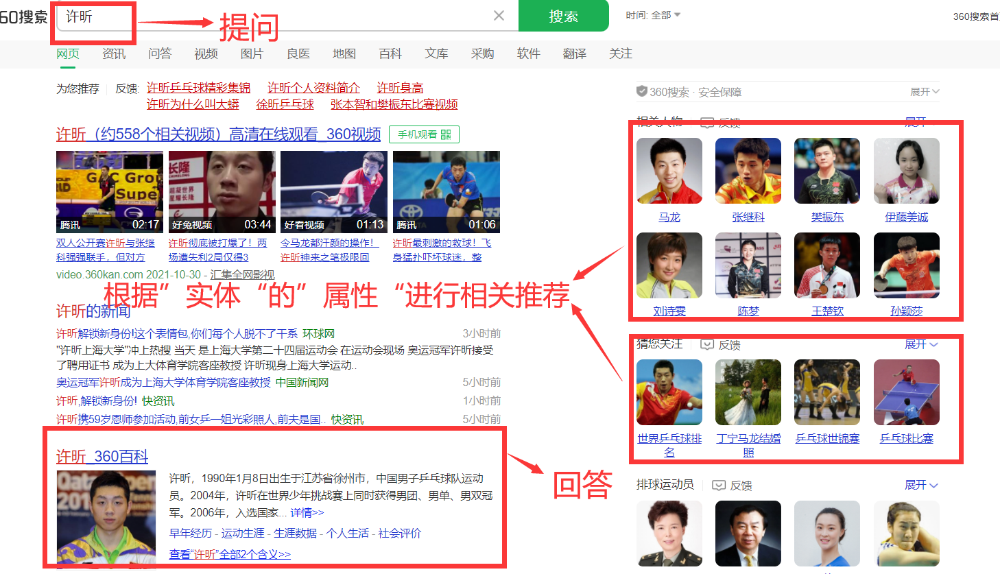 360搜索
许昕
搜索
时间: 全部
360搜索首
提问
网页 资讯 问答 视频 图片 良医 地图 百科 文库 采购 软件 翻译 关注
为您推荐 反馈: 许昕乒乓球精彩集锦 许昕个人资料简介 许昕身高
许昕为什么叫大蟒 徐昕乒乓球 张本智和樊振东比赛视频
360搜索 · 安全保障 展开
许昕（约558个相关视频）高清在线观看_360视频 手机观看
相关人物 反馈 展开
腾讯 02:17 好兔视频 03:44 好看视频 01:13 腾讯 01:06
双人公开赛许昕与张继科强强联手，但对方
许昕彻底被打爆了！两场遭失利2局仅得3
令马龙都汗颜的操作！许昕神来之笔极限回
许昕最刺激的救球！飞身猛扑吓坏球迷，整
video.360kan.com 2021-10-30 - 汇集全网影视
马龙 张继科 樊振东 伊藤美诚
刘诗雯 陈梦 王楚钦 孙颖莎
根据”实体“的”属性“进行相关推荐
许昕的新闻
许昕解锁新身份!这个表情包,你们每个人脱不了干系 环球网 3小时前
"许昕上海大学"冲上热搜 当天 是上海大学第二十四届运动会 在运动会现场 奥运冠军许昕接受
了聘用证书 成为上大体育学院客座教授 许昕现身上海大学运动..
奥运冠军许昕成为上海大学体育学院客座教授 中国新闻网 5小时前
许昕,解锁新身份! 快资讯 1小时前
许昕携59岁恩师参加活动,前女乒一姐光彩照人,前夫是国.. 快资讯 5小时前
猜您关注 反馈 展开
世界乒乓球排名 丁宁马龙结婚照 乒乓球世锦赛 乒乓球比赛
许昕_360百科
许昕，1990年1月8日出生于江苏省徐州市，中国男子乒乓球队运动
员。2004年，许昕在世界少年挑战赛上同时获得男团、男单、男双冠
军。2006年，入选国家... 详情>>
早年经历 - 运动生涯 - 生涯数据 - 个人生活 - 社会评价
查看“许昕”全部2个含义>>
回答
排球运动员 反馈 展开